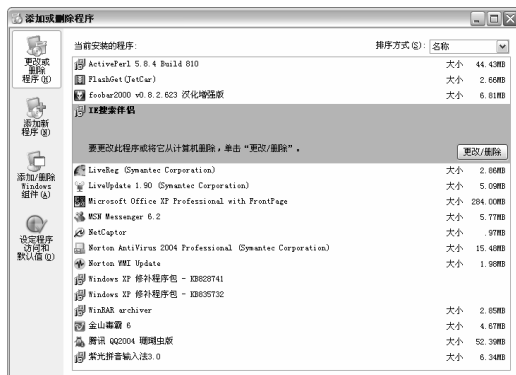 添加或删除程序
更改或
删除
程序(H)
添加新
程序(N)
添加/删除
Windows
组件(A)
设定程序
访问和
默认值(O)
当前安装的程序:
排序方式(S): 名称
ActivePerl 5.8.4 Build 810 大小 44.43MB
FlashGet(JetCar) 大小 2.66MB
foobar2000 v0.8.2.623 汉化增强版 大小 6.81MB
IE搜索伴侣
要更改此程序或将它从计算机删除,单击“更改/删除”。 更改/删除
LiveReg (Symantec Corporation) 大小 2.86MB
LiveUpdate 1.90 (Symantec Corporation) 大小 5.09MB
Microsoft Office XP Professional with FrontPage 大小 284.00MB
MSN Messenger 6.2 大小 5.77MB
NetCaptor 大小 .97MB
Norton AntiVirus 2004 Professional (Symantec Corporation) 大小 15.48MB
Norton WMI Update 大小 1.98MB
Windows XP 修补程序包 - KB828741
Windows XP 修补程序包 - KB835732
WinRAR archiver 大小 2.85MB
金山毒霸 6 大小 4.67MB
腾讯 QQ2004 珊瑚虫版 大小 52.39MB
紫光拼音输入法3.0 大小 6.34MB